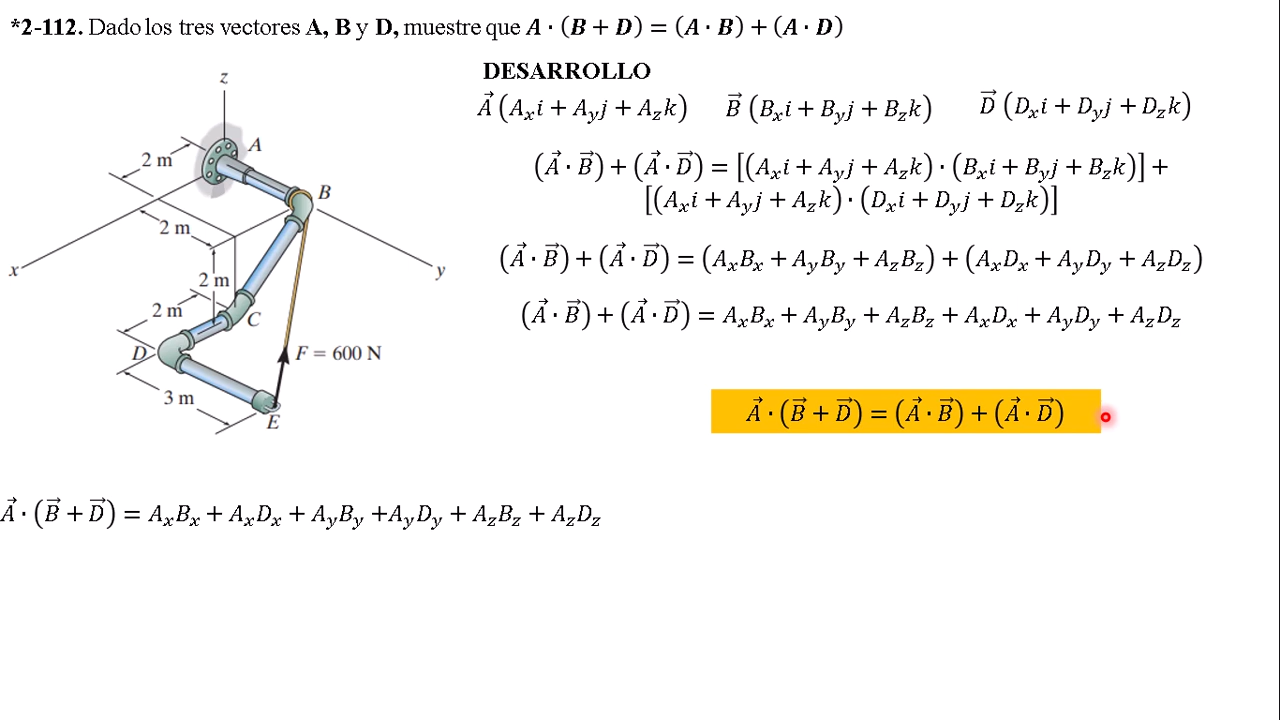 *2-112. Dado los tres vectores A, B y D, muestre que A · (B + D) = (A · B) + (A · D)
DESARROLLO
A⃗ (Aₓi + A_yj + A_zk) B⃗ (Bₓi + B_yj + B_zk) D⃗ (Dₓi + D_yj + D_zk)
(A⃗ · B⃗) + (A⃗ · D⃗) = [(Aₓi + A_yj + A_zk) · (Bₓi + B_yj + B_zk)] +
[(Aₓi + A_yj + A_zk) · (Dₓi + D_yj + D_zk)]
(A⃗ · B⃗) + (A⃗ · D⃗) = (AₓBₓ + A_yB_y + A_zB_z) + (AₓDₓ + A_yD_y + A_zD_z)
(A⃗ · B⃗) + (A⃗ · D⃗) = AₓBₓ + A_yB_y + A_zB_z + AₓDₓ + A_yD_y + A_zD_z
A⃗ · (B⃗ + D⃗) = (A⃗ · B⃗) + (A⃗ · D⃗)
z
A
2 m
B
2 m
x
y
2 m
2 m
C
D
F = 600 N
3 m
E
A⃗ · (B⃗ + D⃗) = AₓBₓ + AₓDₓ + A_yB_y +A_yD_y + A_zB_z + A_zD_z